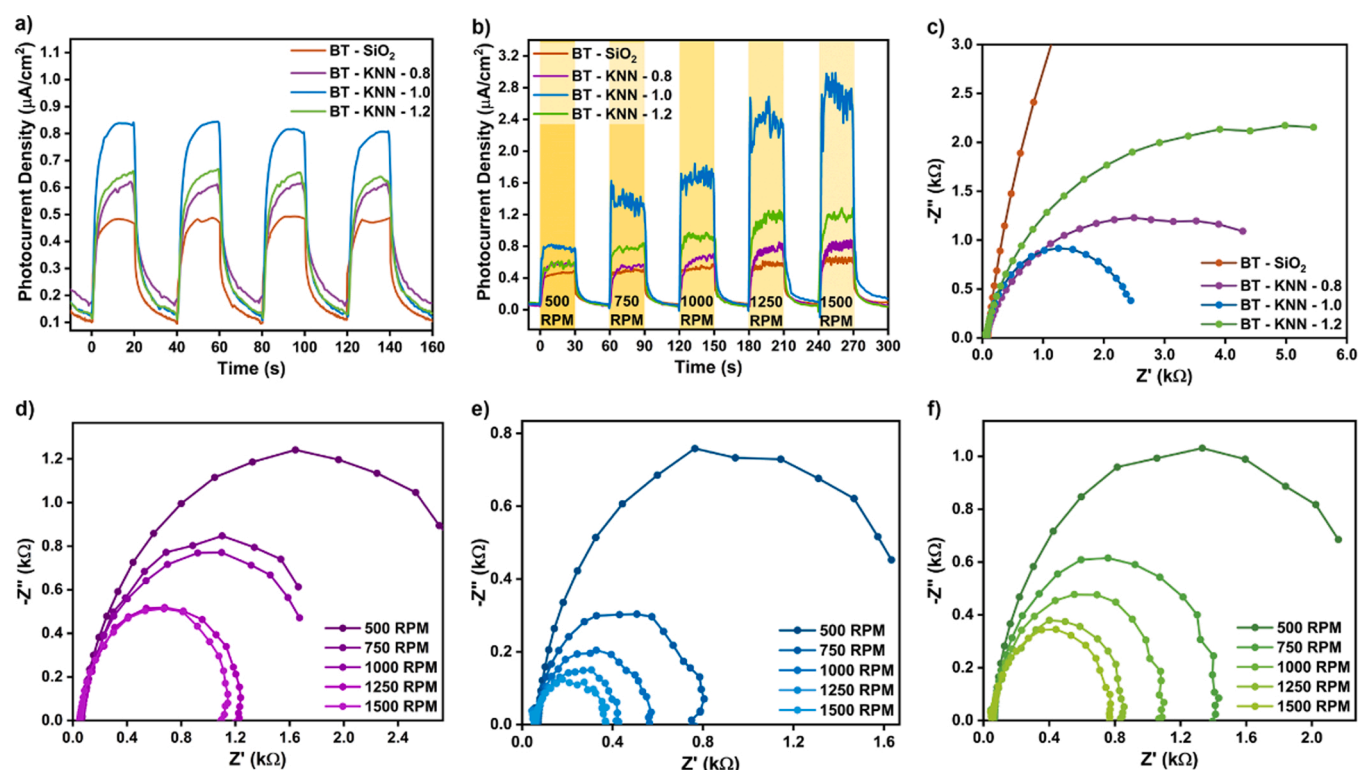 a)
Photocurrent Density (µA/cm²)
1.1
1.0
0.9
0.8
0.7
0.6
0.5
0.4
0.3
0.2
0.1
BT - SiO₂
BT - KNN - 0.8
BT - KNN - 1.0
BT - KNN - 1.2
0 20 40 60 80 100 120 140 160
Time (s)
b)
Photocurrent Density (µA/cm²)
3.2
2.8
2.4
2.0
1.6
1.2
0.8
0.4
0.0
BT - SiO₂
BT - KNN - 0.8
BT - KNN - 1.0
BT - KNN - 1.2
500 750 1000 1250 1500
RPM RPM RPM RPM RPM
0 30 60 90 120 150 180 210 240 270 300
Time (s)
c)
-Z'' (kΩ)
3.0
2.5
2.0
1.5
1.0
0.5
0.0
BT - SiO₂
BT - KNN - 0.8
BT - KNN - 1.0
BT - KNN - 1.2
0.0 1.0 2.0 3.0 4.0 5.0 6.0
Z' (kΩ)
d)
-Z'' (kΩ)
1.2
1.0
0.8
0.6
0.4
0.2
0.0
500 RPM
750 RPM
1000 RPM
1250 RPM
1500 RPM
0.0 0.4 0.8 1.2 1.6 2.0 2.4
Z' (kΩ)
e)
-Z'' (kΩ)
0.8
0.6
0.4
0.2
0.0
500 RPM
750 RPM
1000 RPM
1250 RPM
1500 RPM
0.0 0.4 0.8 1.2 1.6
Z' (kΩ)
f)
-Z'' (kΩ)
1.0
0.8
0.6
0.4
0.2
0.0
500 RPM
750 RPM
1000 RPM
1250 RPM
1500 RPM
0.0 0.4 0.8 1.2 1.6 2.0
Z' (kΩ)